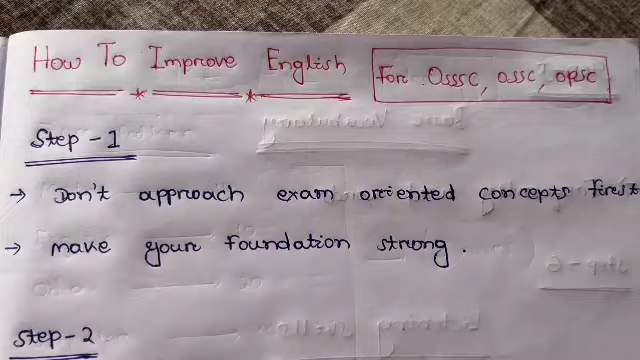 How To Improve English
For OSSSC, OSSC, OPSC
Step-1
→ Don't approach exam oriented concepts first
→ make your foundation strong.
Step-2